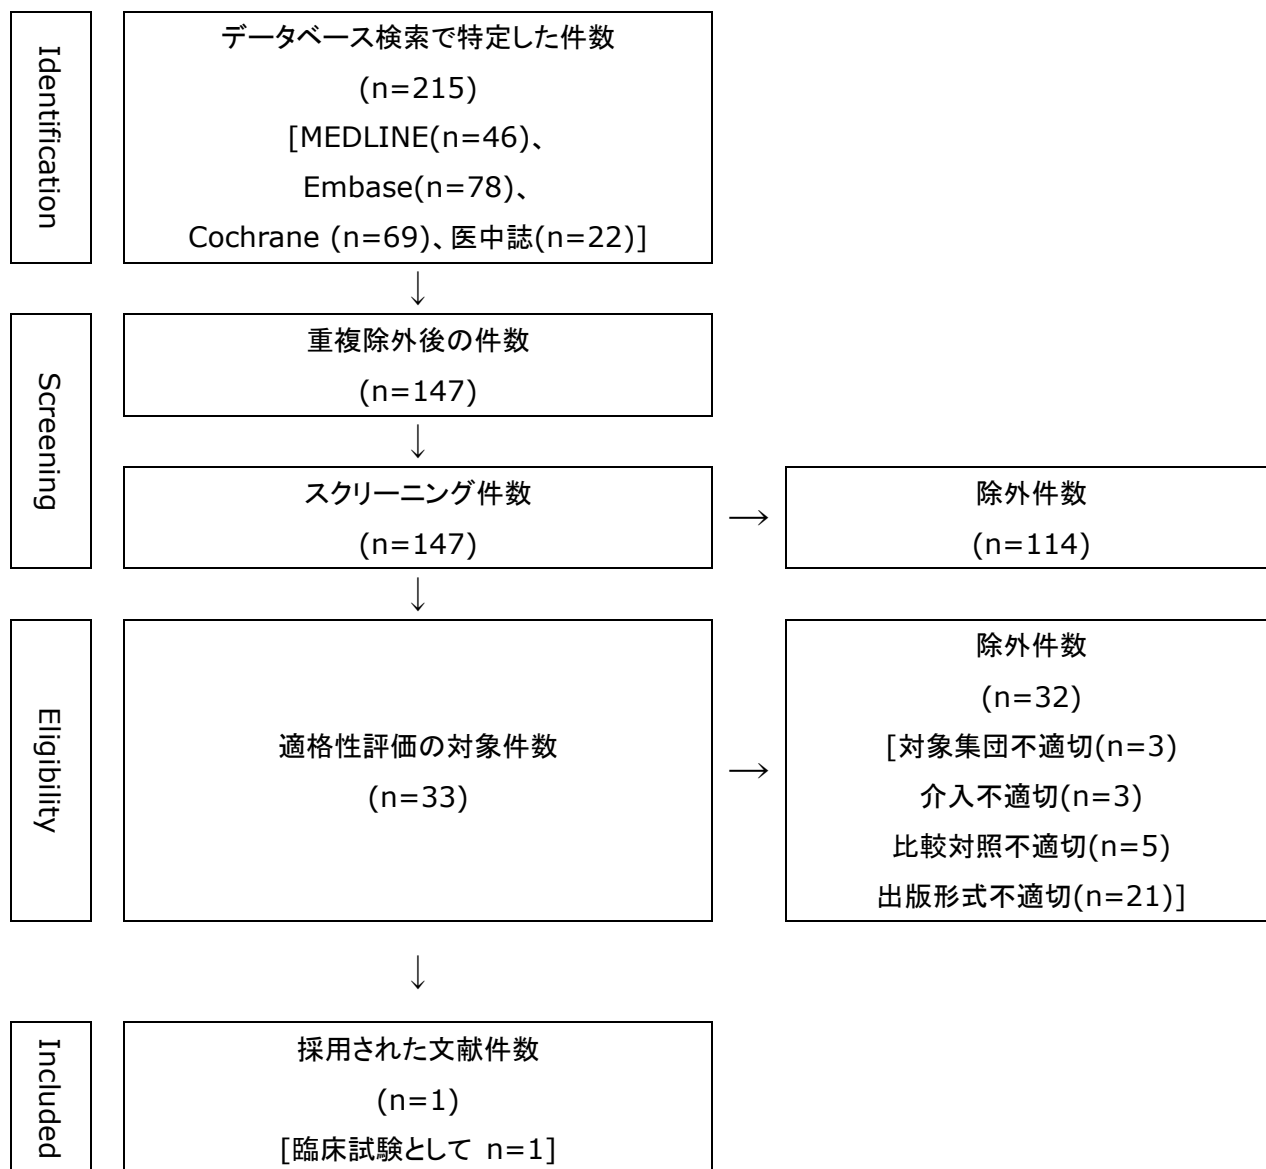 Identification
データベース検索で特定した件数
(n=215)
[MEDLINE(n=46)、
Embase(n=78)、
Cochrane (n=69)、医中誌(n=22)]
↓
Screening
重複除外後の件数
(n=147)
↓
スクリーニング件数
(n=147)
→
除外件数
(n=114)
↓
Eligibility
適格性評価の対象件数
(n=33)
→
除外件数
(n=32)
[対象集団不適切(n=3)
介入不適切(n=3)
比較対照不適切(n=5)
出版形式不適切(n=21)]
↓
Included
採用された文献件数
(n=1)
[臨床試験として n=1]